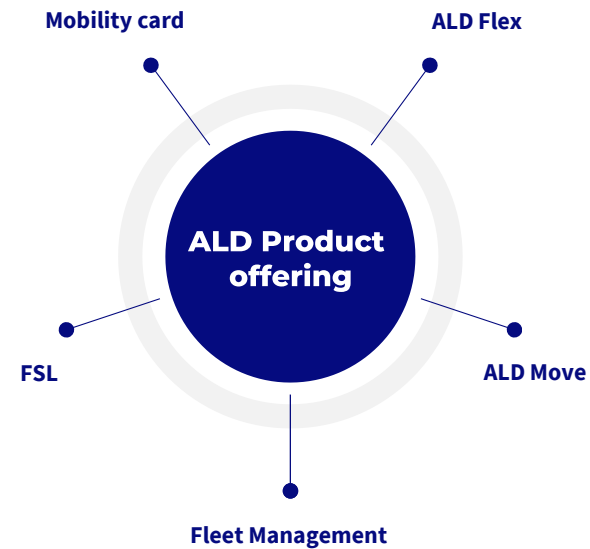 Mobility card
ALD Flex
ALD Product
offering
FSL
ALD Move
Fleet Management